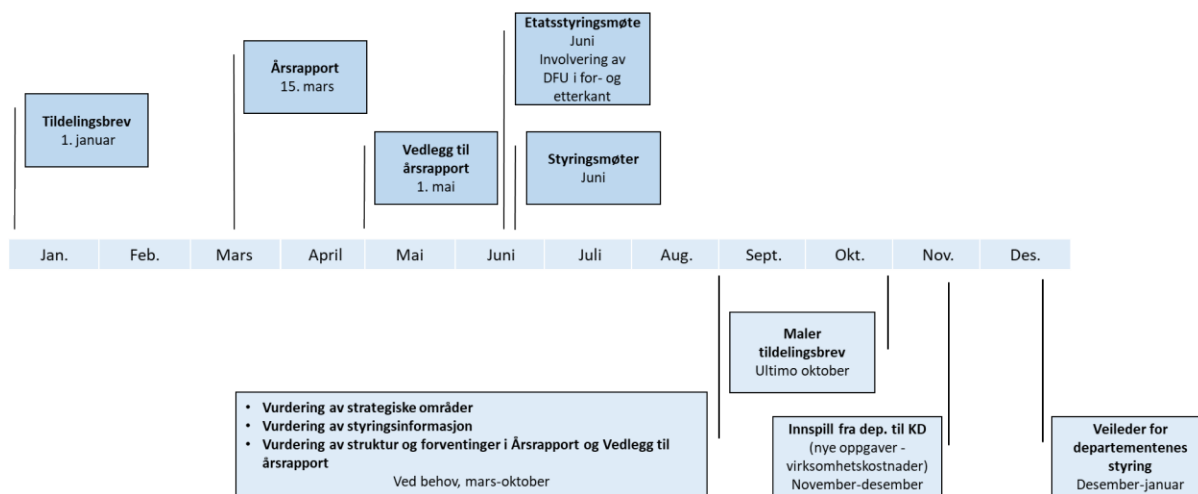 Etatsstyringsmøte
Juni
Involvering av
DFU i for- og
etterkant
Årsrapport
15. mars
Tildelingsbrev
1. januar
Vedlegg til
årsrapport
1. mai
Styringsmøter
Juni
Jan. Feb. Mars April Mai Juni Juli Aug. Sept. Okt. Nov. Des.
Maler
tildelingsbrev
Ultimo oktober
• Vurdering av strategiske områder
• Vurdering av styringsinformasjon
• Vurdering av struktur og forventinger i Årsrapport og Vedlegg til
årsrapport
Ved behov, mars-oktober
Innspill fra dep. til KD
(nye oppgaver -
virksomhetskostnader)
November-desember
Veileder for
departementenes
styring
Desember-januar